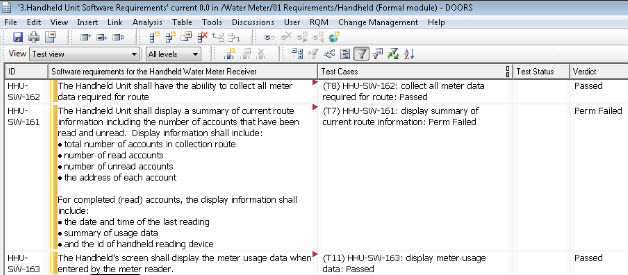 '3.Handheld Unit Software Requirements' current 0.0 in /Water Meter/01 Requirements/Handheld (Formal module) - DOORS
File Edit View Insert Link Analysis Table Tools Discussions User RQM Change Management Help
View Test view All levels
ID Software requirements for the Handheld Water Meter Receiver Test Cases Test Status Verdict
HHU-SW-162 The Handheld Unit shall have the abilility to collect all meter (T8) HHU-SW-162: collect all meter data Passed
data required for route required for route: Passed
HHU-SW-161 The Handheld Unit shall display a summary of current route (T7) HHU-SW-161: display summary of Perm Failed
information including the number of accounts that have been current route information: Perm Failed
read and unread. Display information shall include:
• total number of accounts in collection route
• number of read accounts
• number of unread accounts
• the address of each account
For completed (read) accounts, the display information shall
include:
• the date and time of the last reading
• summary of usage data
• and the id of handheld reading device
HHU-SW-163 The Handheld's screen shall display the meter usage data when (T11) HHU-SW-163: display meter usage Passed
entered by the meter reader. data: Passed